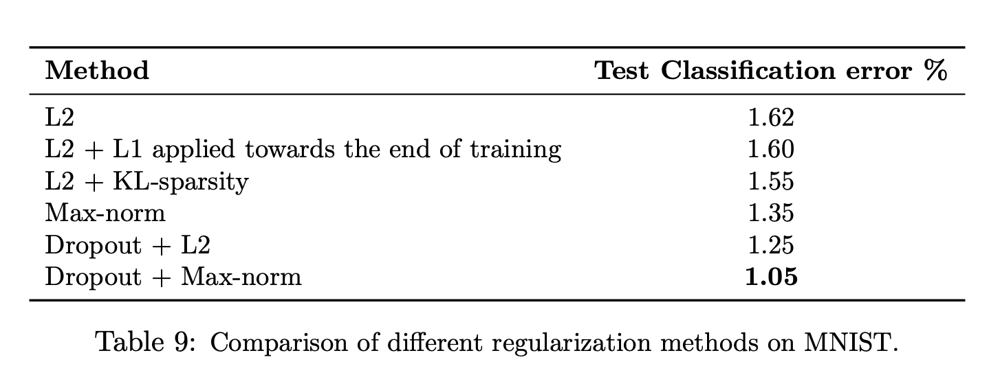 Method Test Classification error %
L2 1.62
L2 + L1 applied towards the end of training 1.60
L2 + KL-sparsity 1.55
Max-norm 1.35
Dropout + L2 1.25
Dropout + Max-norm 1.05
Table 9: Comparison of different regularization methods on MNIST.